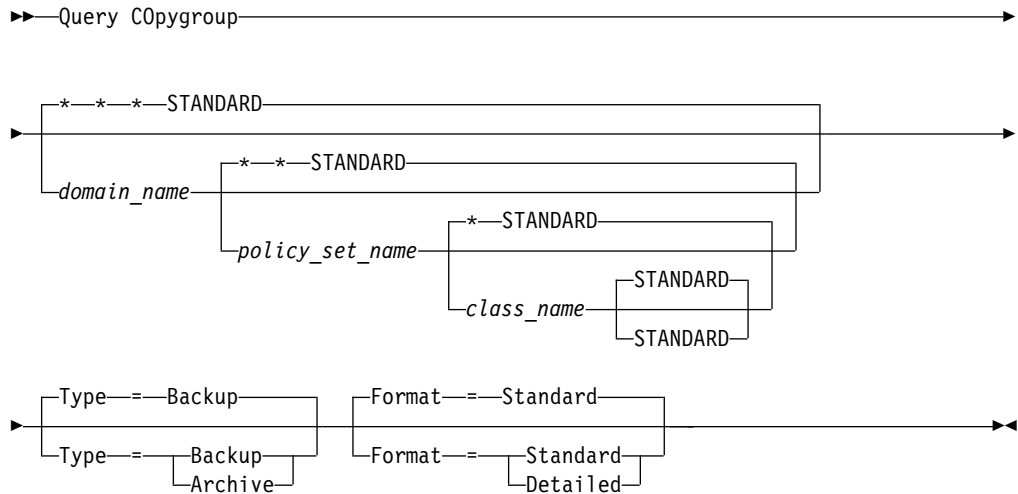 Query COpygroup
* * * STANDARD
* * STANDARD
domain_name
* STANDARD
policy_set_name
STANDARD
class_name
STANDARD
Type = Backup Format = Standard
Type = Backup Format = Standard
Archive Detailed